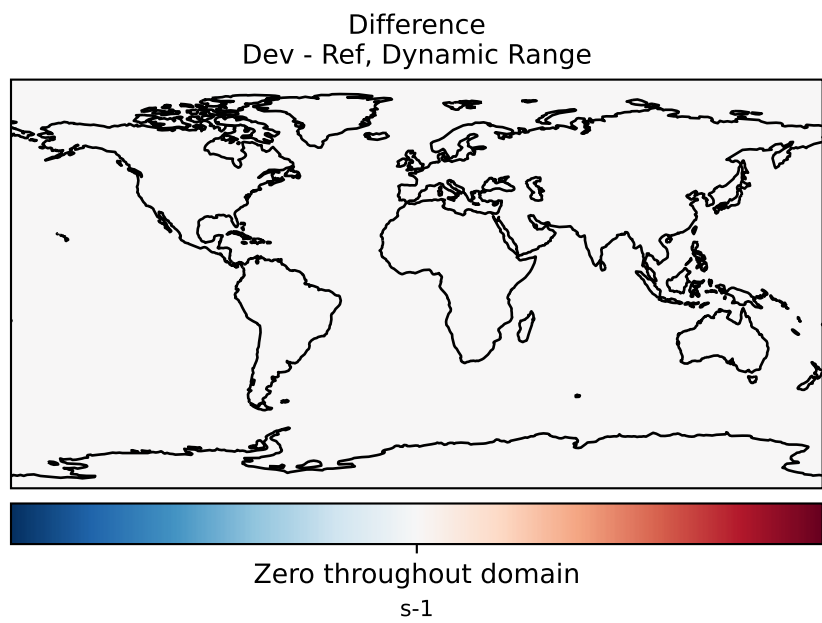 Difference
Dev - Ref, Dynamic Range
Zero throughout domain
s-1